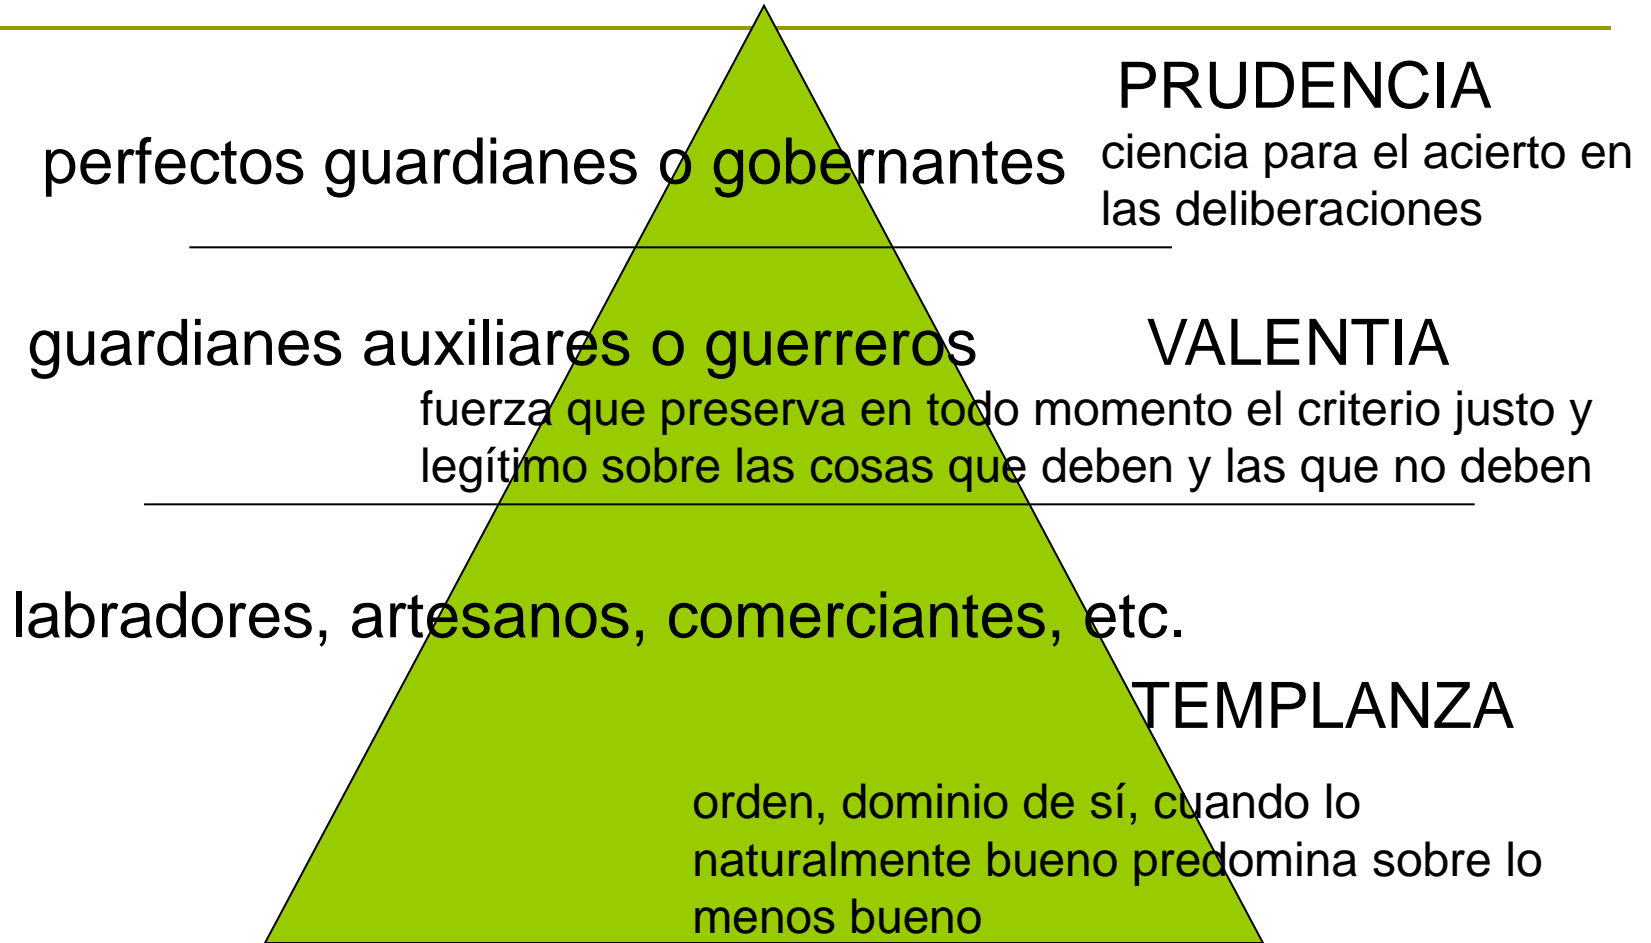 PRUDENCIA
perfectos guardianes o gobernantes
ciencia para el acierto en
las deliberaciones
guardianes auxiliares o guerreros
VALENTIA
fuerza que preserva en todo momento el criterio justo y
legítimo sobre las cosas que deben y las que no deben
labradores, artesanos, comerciantes, etc.
TEMPLANZA
orden, dominio de sí, cuando lo
naturalmente bueno predomina sobre lo
menos bueno